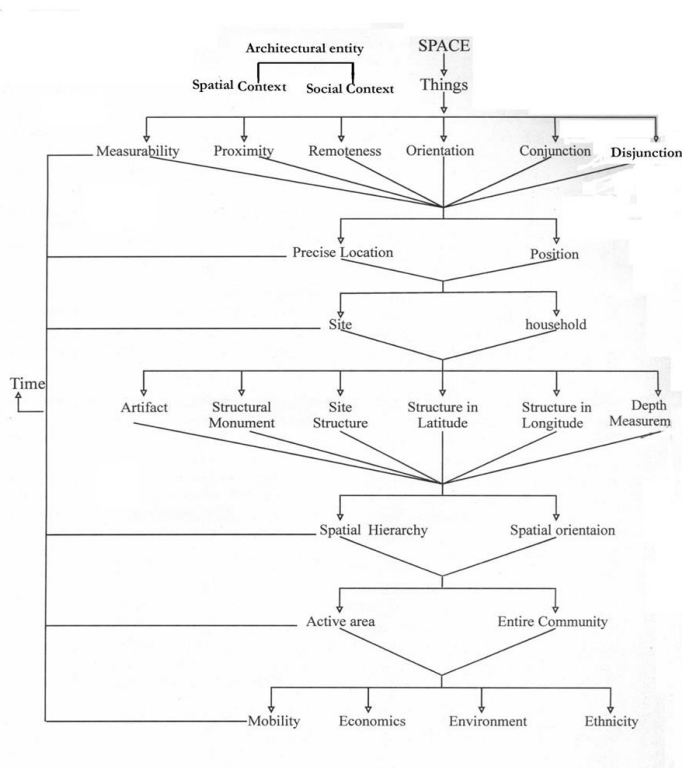 Architectural entity
SPACE
Spatial Context
Social Context
Things
Measurability
Proximity
Remoteness
Orientation
Conjunction
Disjunction
Precise Location
Position
Site
household
Time
Artifact
Structural
Monument
Site
Structure
Structure in
Latitude
Structure in
Longitude
Depth
Measurem
Spatial Hierarchy
Spatial orientaion
Active area
Entire Community
Mobility
Economics
Environment
Ethnicity